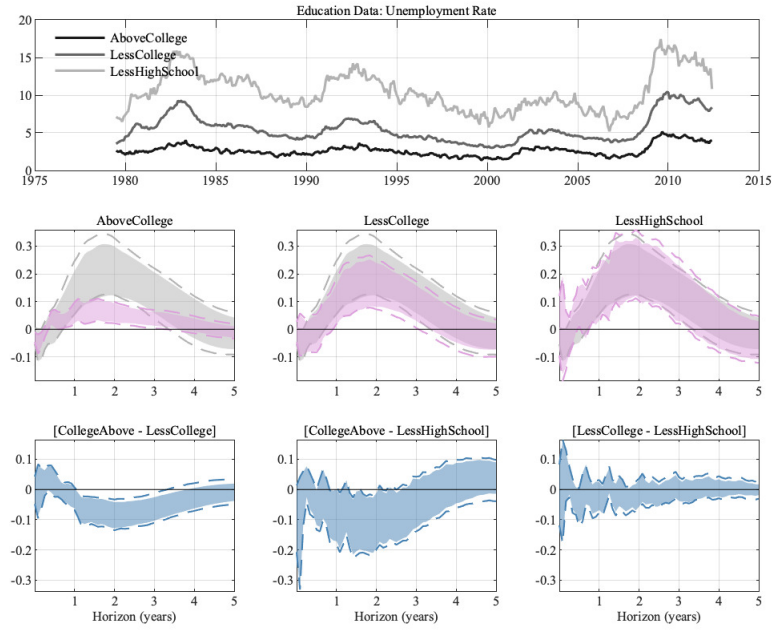 Education Data: Unemployment Rate
20
15
10
5
0
AboveCollege
LessCollege
LessHighSchool
1975 1980 1985 1990 1995 2000 2005 2010 2015
AboveCollege LessCollege LessHighSchool
0.3 0.3 0.3
0.2 0.2 0.2
0.1 0.1 0.1
0 0 0
-0.1 -0.1 -0.1
1 2 3 4 5 1 2 3 4 5 1 2 3 4 5
[CollegeAbove - LessCollege] [CollegeAbove - LessHighSchool] [LessCollege - LessHighSchool]
0.1 0.1 0.1
0 0 0
-0.1 -0.1 -0.1
-0.2 -0.2 -0.2
-0.3 -0.3 -0.3
1 2 3 4 5 1 2 3 4 5 1 2 3 4 5
Horizon (years) Horizon (years) Horizon (years)